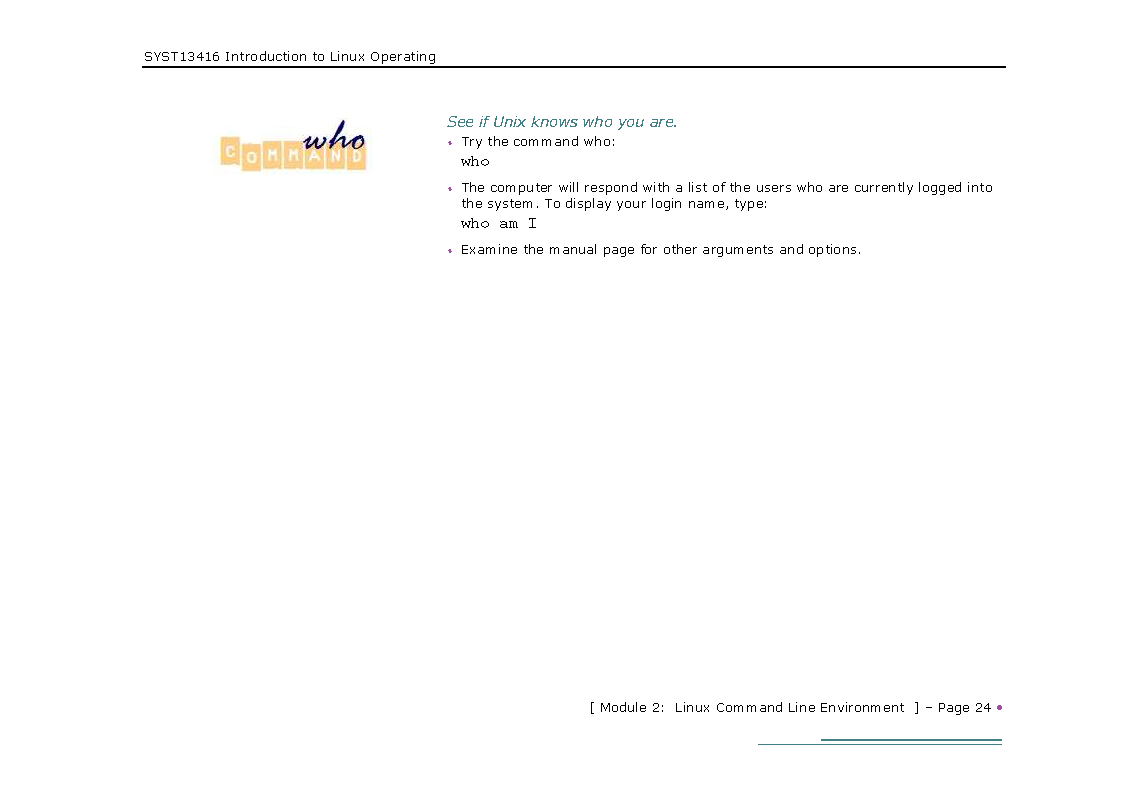 SYST13416 Introduction to Linux Operating
COMMAND who
See if Unix knows who you are.
• Try the command who:
who
• The computer will respond with a list of the users who are currently logged into
the system. To display your login name, type:
who am I
• Examine the manual page for other arguments and options.
[ Module 2:  Linux Command Line Environment  ] – Page 24 •